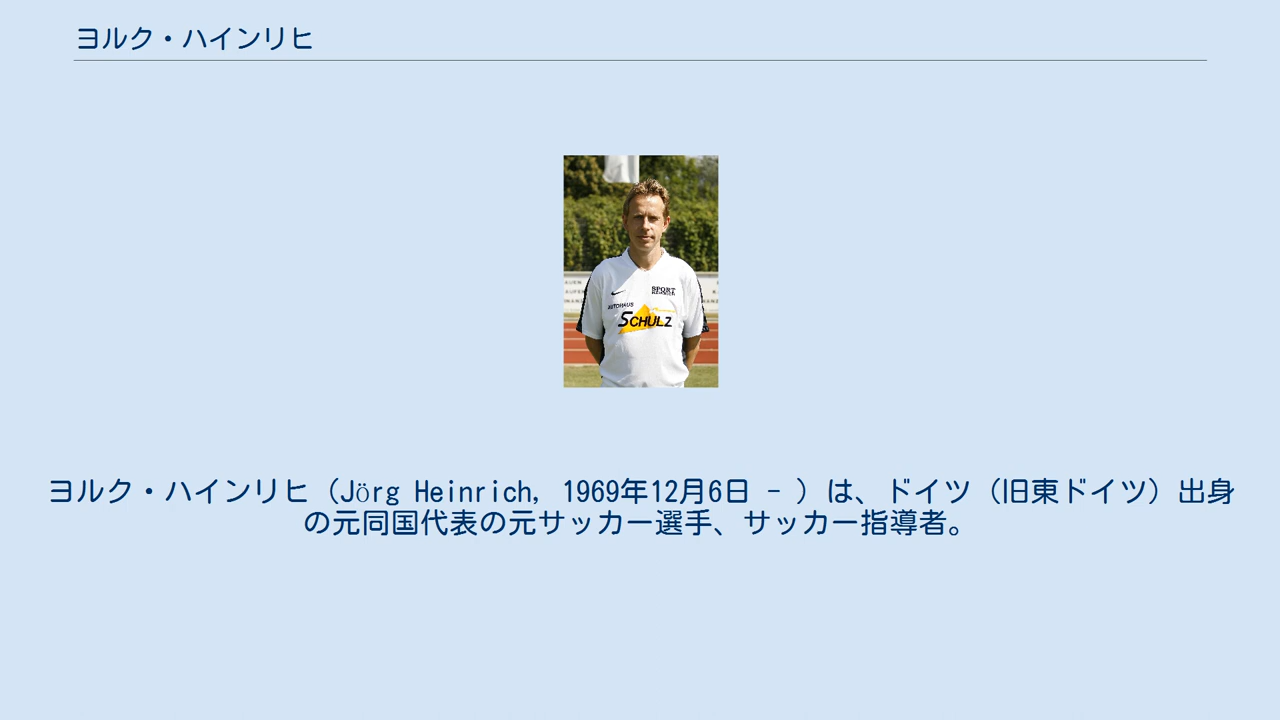 ヨルク・ハインリヒ
SPORT
AUTOHAUS
SCHULZ
ヨルク・ハインリヒ（Jörg Heinrich, 1969年12月6日 - ）は、ドイツ（旧東ドイツ）出身
の元同国代表の元サッカー選手、サッカー指導者。